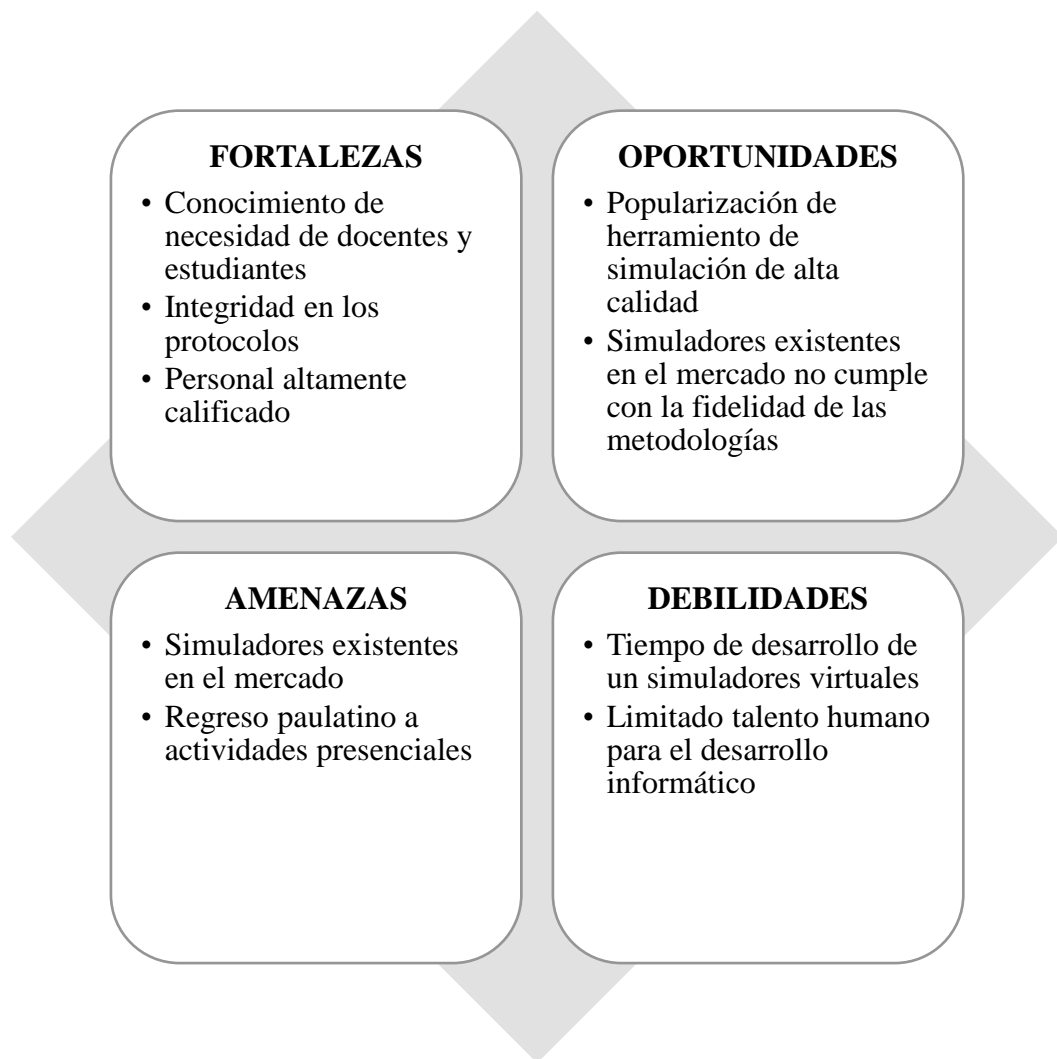 FORTALEZAS
• Conocimiento de
necesidad de docentes y
estudiantes
• Integridad en los
protocolos
• Personal altamente
calificado
OPORTUNIDADES
• Popularización de
herramiento de
simulación de alta
calidad
• Simuladores existentes
en el mercado no cumple
con la fidelidad de las
metodologías
AMENAZAS
• Simuladores existentes
en el mercado
• Regreso paulatino a
actividades presenciales
DEBILIDADES
• Tiempo de desarrollo de
un simuladores virtuales
• Limitado talento humano
para el desarrollo
informático